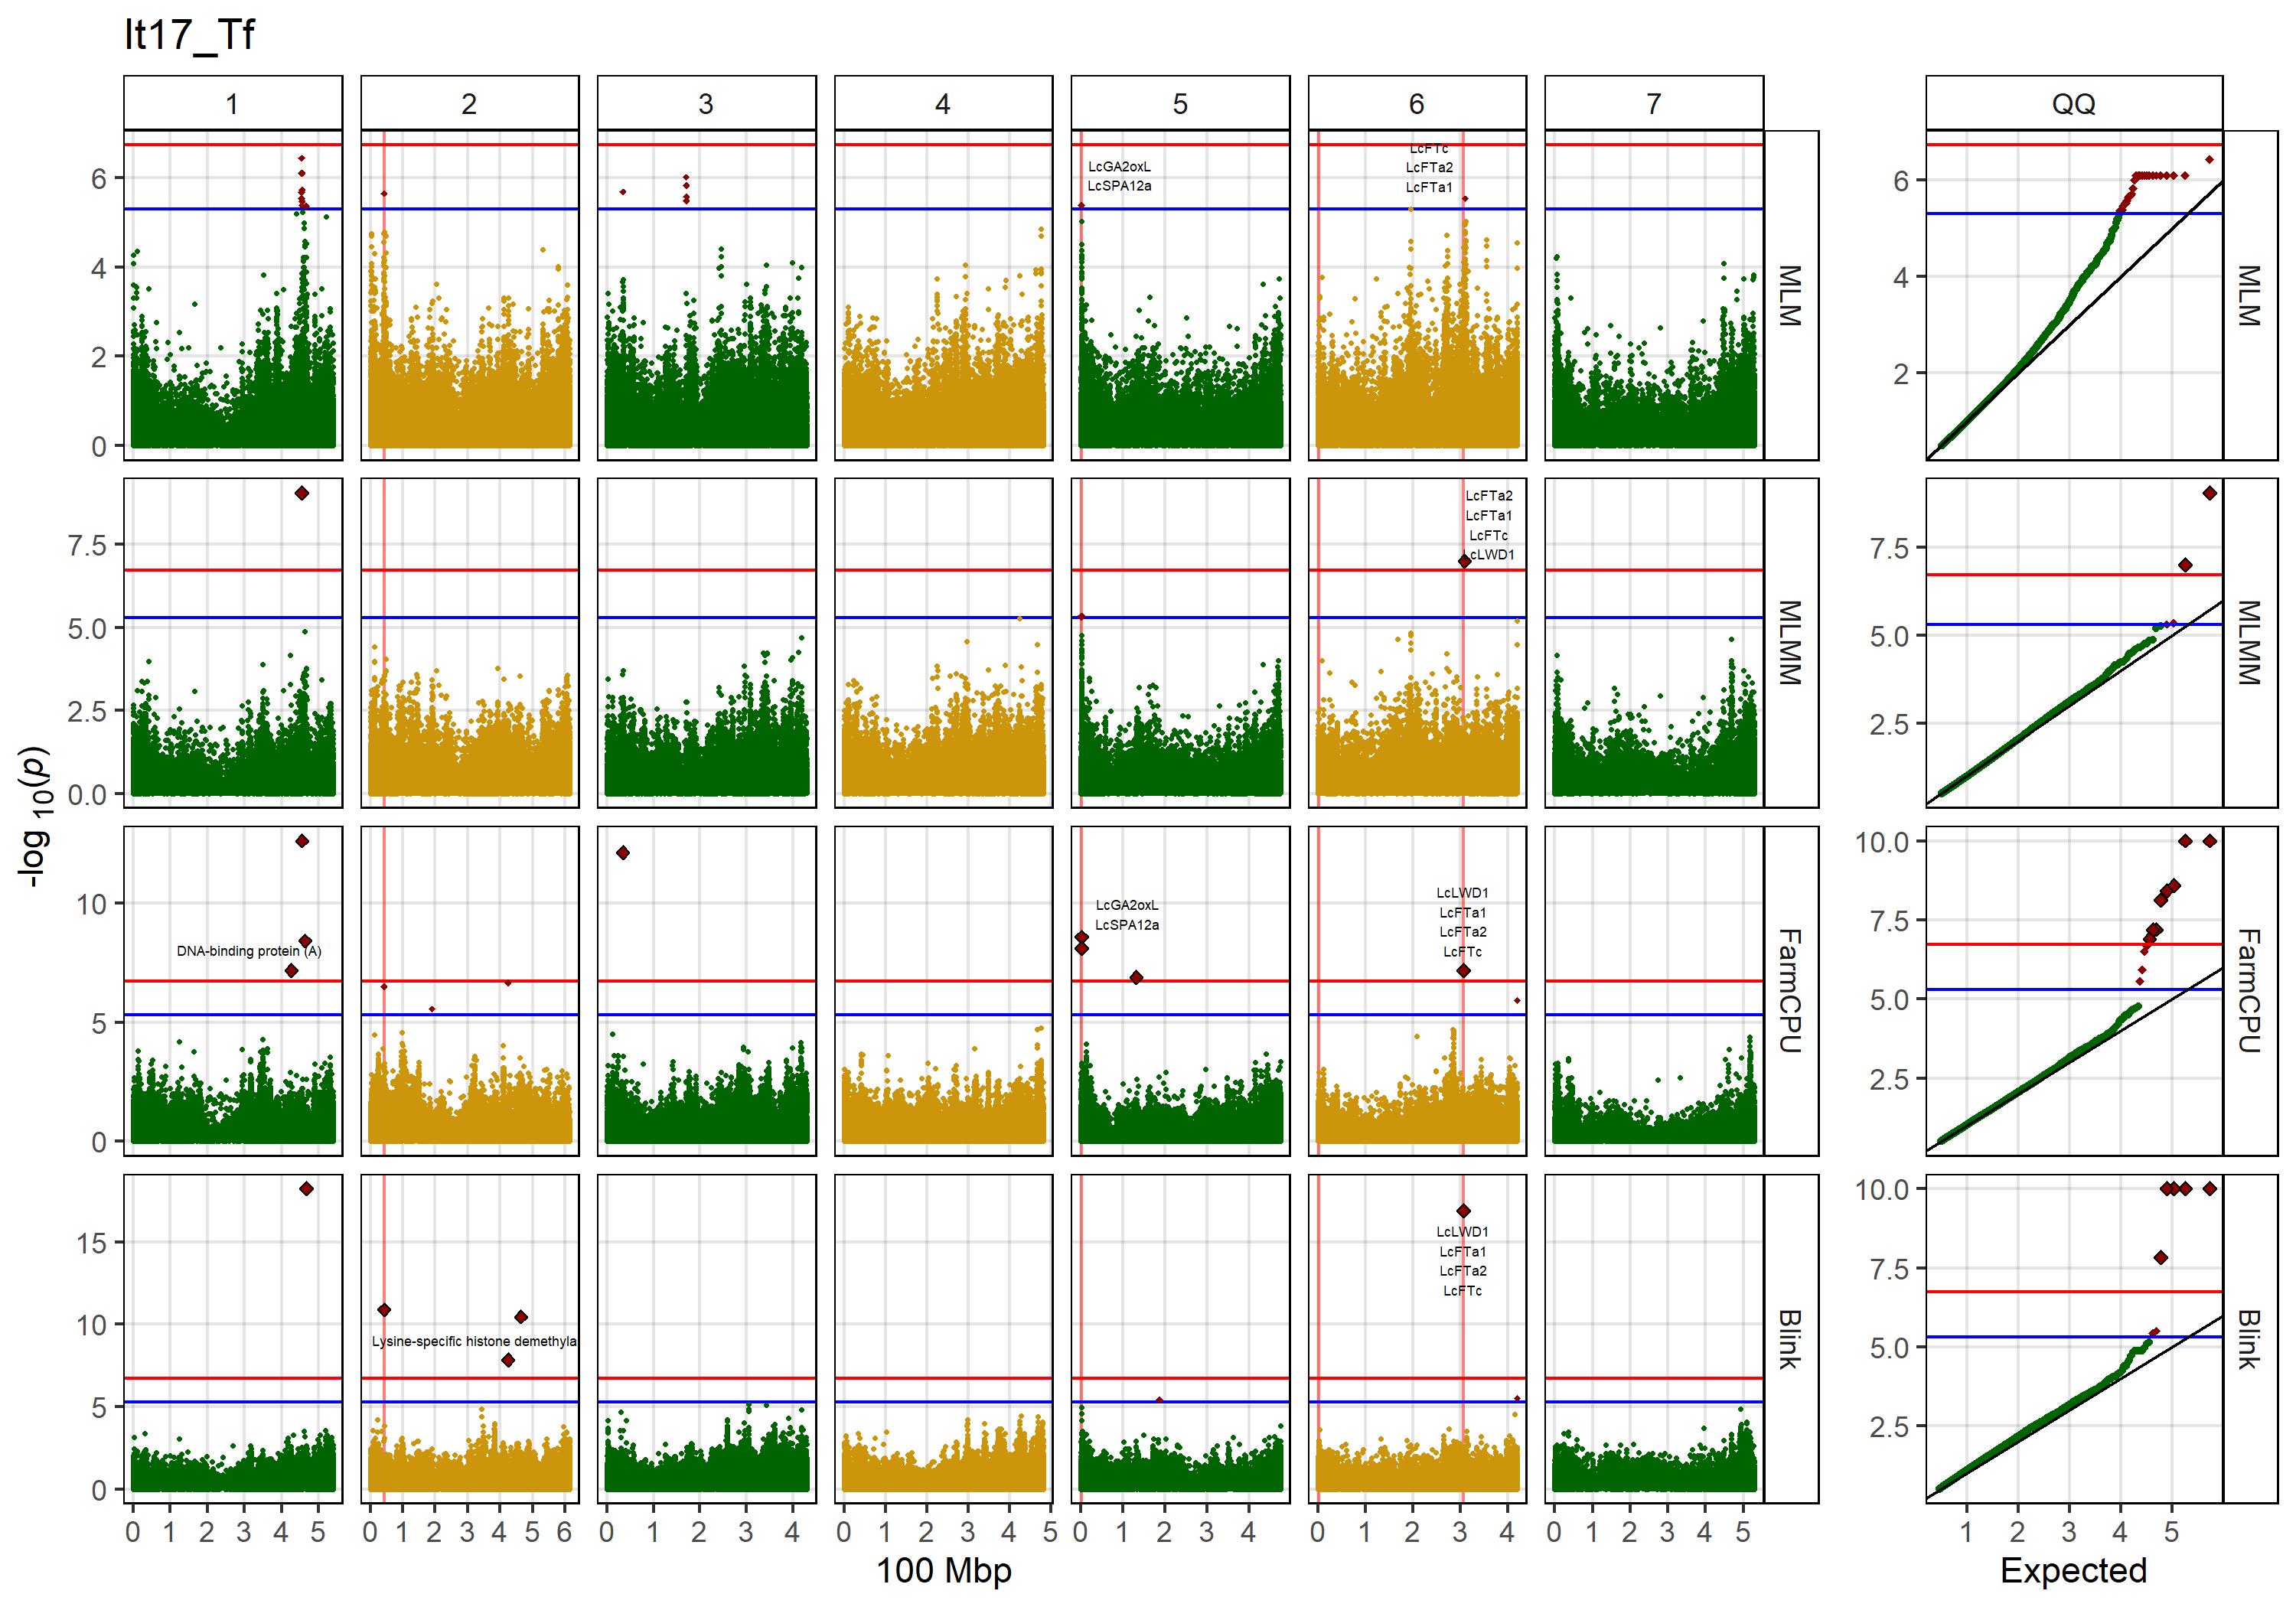 It17_Tf
1 2 3 4 5 6 7 QQ
6
4
2
0
LcGA2oxL
LcSPA12a
LcFTc
LcFTa2
LcFTa1
MLM
6
4
2
MLM
7.5
5.0
2.5
0.0
LcFTa2
LcFTa1
LcFTc
LcLWD1
MLMM
7.5
5.0
2.5
MLMM
-log 10(p)
10
5
0
DNA-binding protein (A)
LcGA2oxL
LcSPA12a
LcLWD1
LcFTa1
LcFTa2
LcFTc
FarmCPU
10.0
7.5
5.0
2.5
FarmCPU
15
10
5
0
Lysine-specific histone demethyla
LcLWD1
LcFTa1
LcFTa2
LcFTc
Blink
10.0
7.5
5.0
2.5
Blink
0 1 2 3 4 5 0 1 2 3 4 5 6 0 1 2 3 4 0 1 2 3 4 5 0 1 2 3 4 0 1 2 3 4 0 1 2 3 4 5 1 2 3 4 5
100 Mbp
Expected